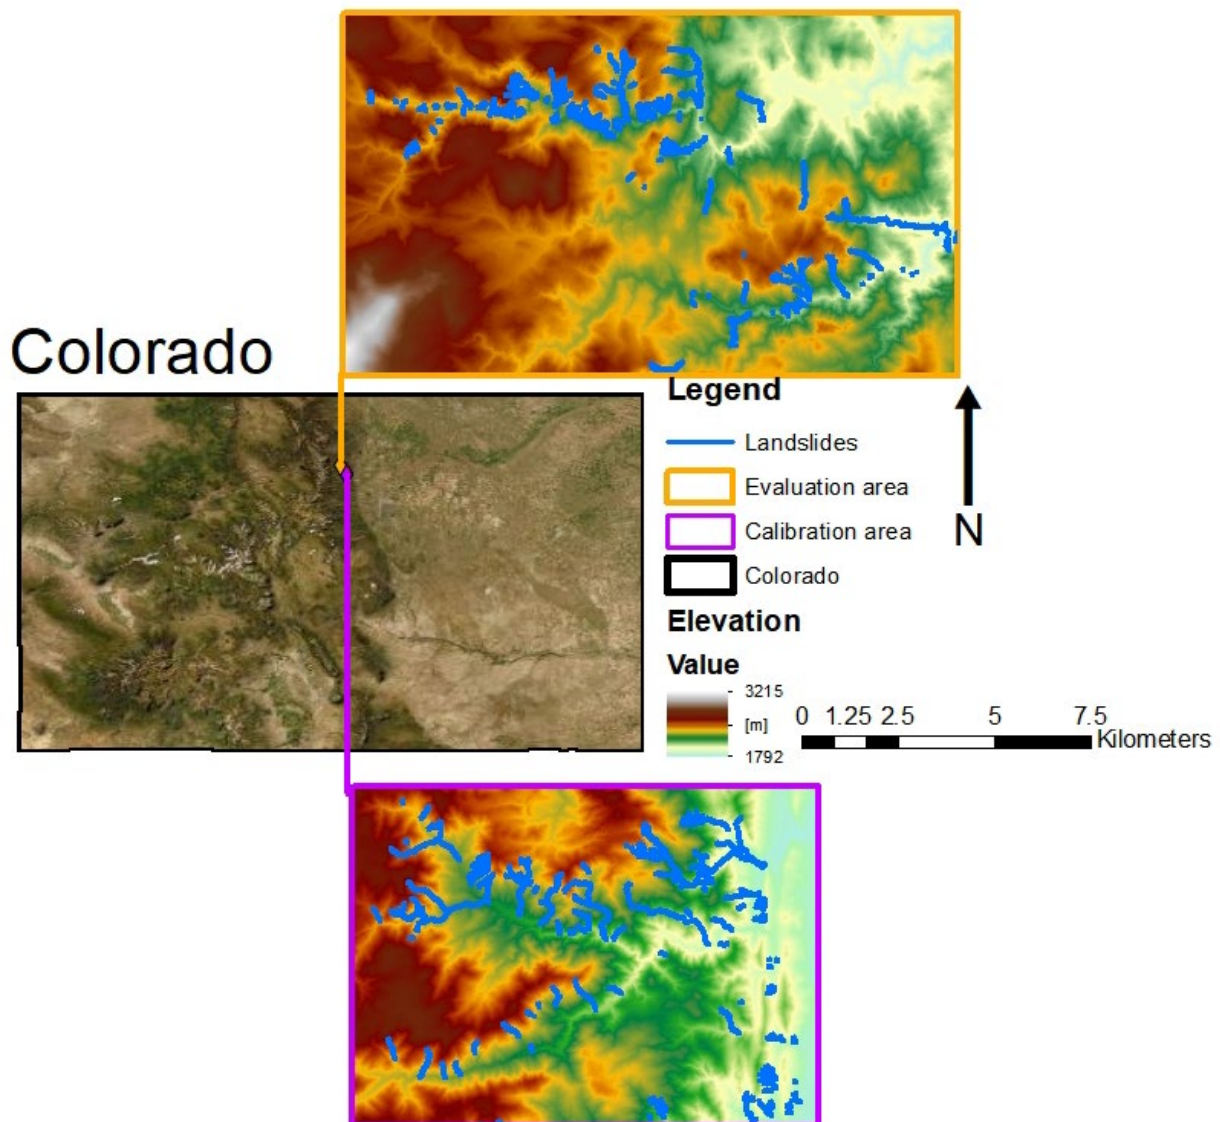 Colorado
Legend
Landslides
Evaluation area
Calibration area
Colorado
N
Elevation
Value
3215
[m]
1792
0 1.25 2.5 5 7.5
Kilometers